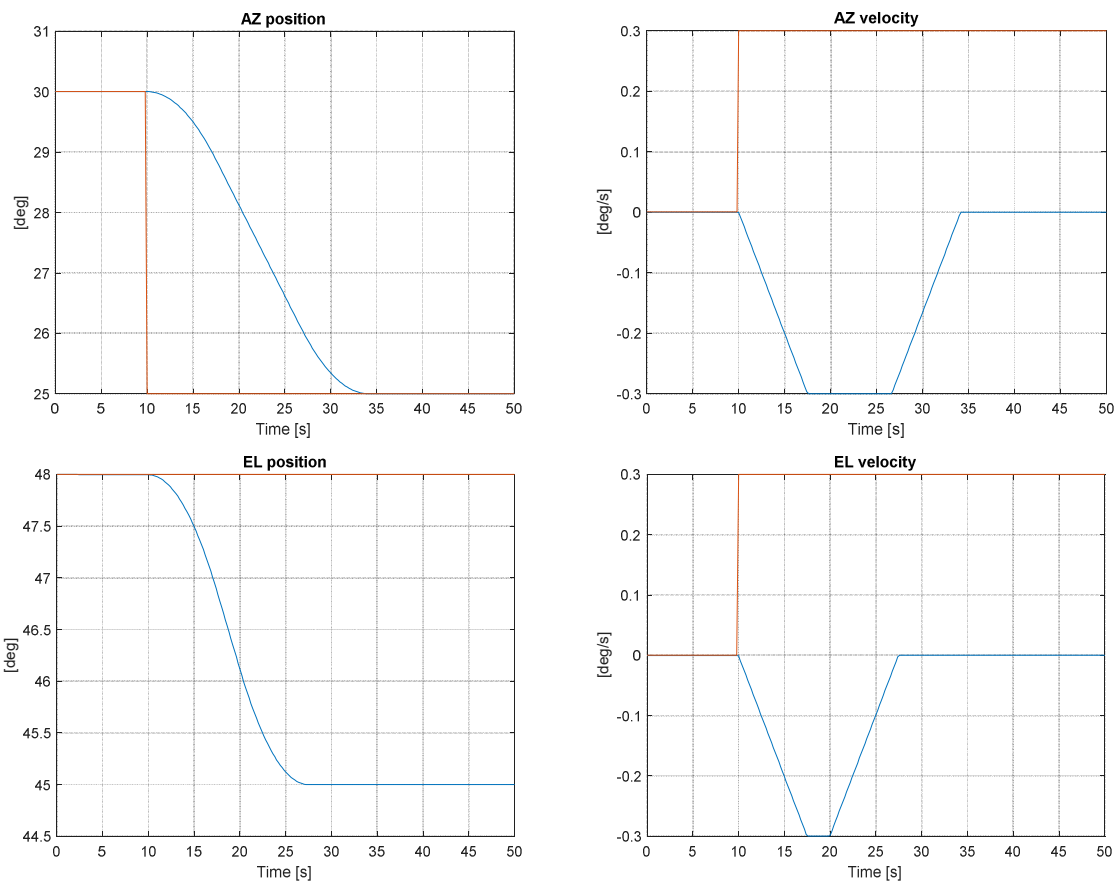 AZ position
31
30
29
28
27
26
25
[deg]
0 5 10 15 20 25 30 35 40 45 50
Time [s]
AZ velocity
0.3
0.2
0.1
0
-0.1
-0.2
-0.3
[deg/s]
0 5 10 15 20 25 30 35 40 45 50
Time [s]
EL position
48
47.5
47
46.5
46
45.5
45
44.5
[deg]
0 5 10 15 20 25 30 35 40 45 50
Time [s]
EL velocity
0.3
0.2
0.1
0
-0.1
-0.2
-0.3
[deg/s]
0 5 10 15 20 25 30 35 40 45 50
Time [s]